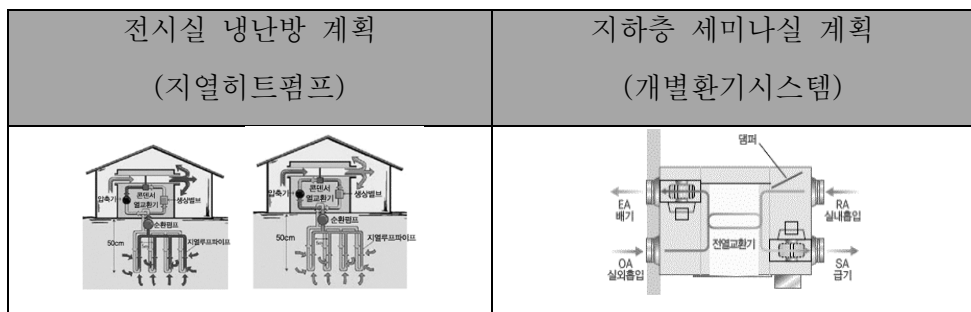 전시실 냉난방 계획
(지열히트펌프)
지하층 세미나실 계획
(개별환기시스템)
압축기
콘덴서
열교환기
생상벨브
순환펌프
50cm
지열루프파이프
압축기
콘덴서
열교환기
생상벨브
순환펌프
50cm
지열루프파이프
댐퍼
EA
배기
RA
실내흡입
전열교환기
OA
실외흡입
SA
급기